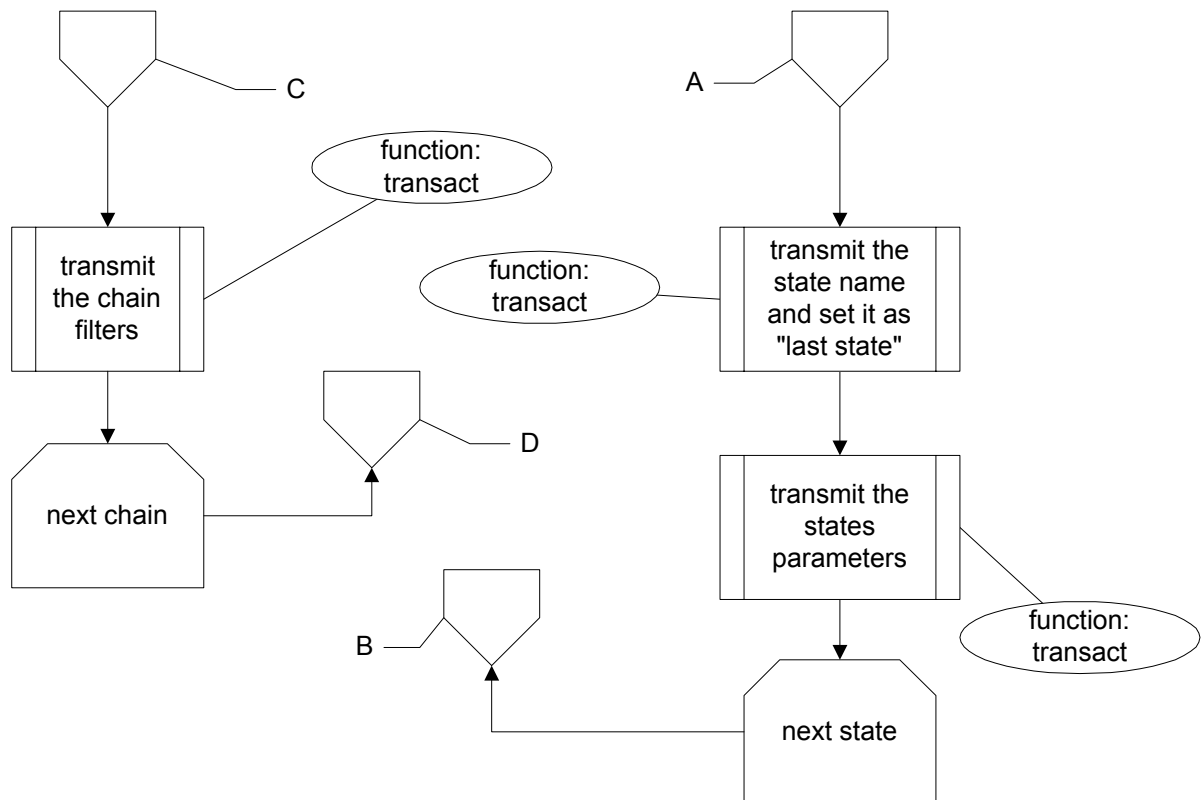 C
A
function:
transact
transmit
the chain
filters
function:
transact
transmit the
state name
and set it as
"last state"
D
next chain
transmit the
states
parameters
B
function:
transact
next state